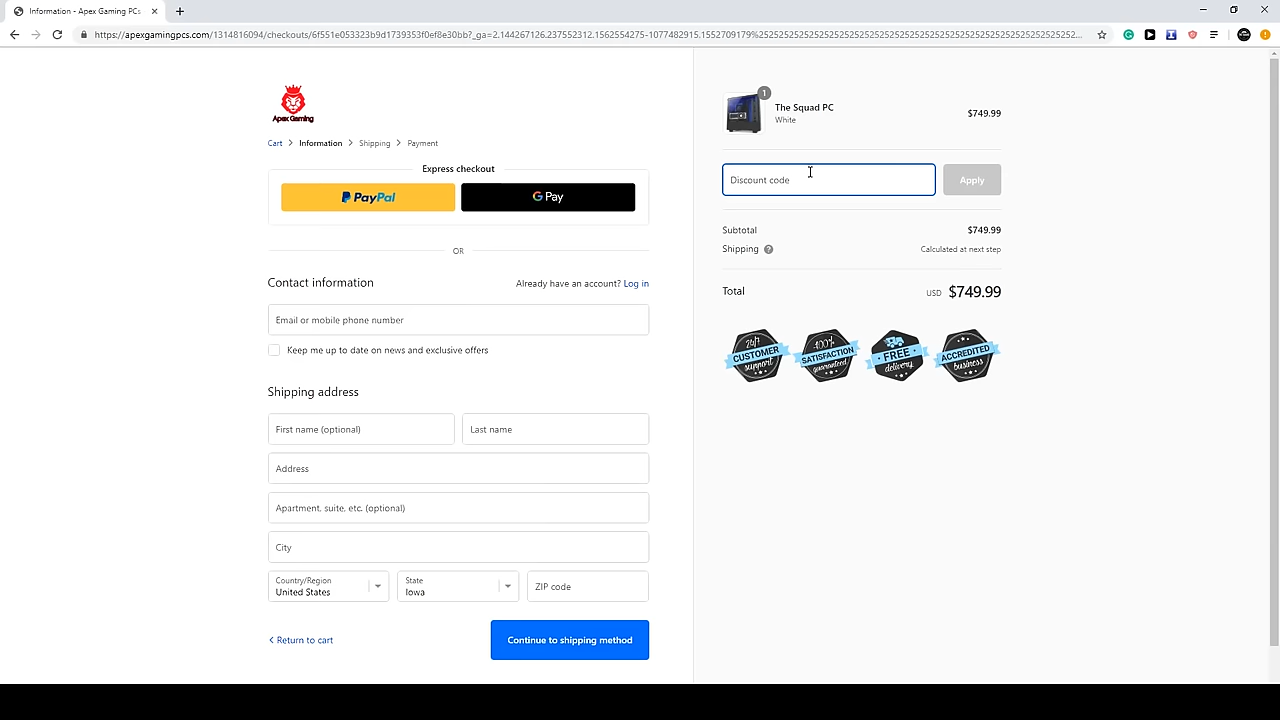 Information - Apex Gaming PCs
https://apexgamingpcs.com/1314816094/checkouts/6f551e053323b9d1739353f0ef8e30bb?_ga=2.144267126.237552312.1562554275-1077482915.1552709179%252525252525252525252525252525252525252525252525252525252525252525252...
Apex Gaming
Cart > Information > Shipping > Payment
Express checkout
PayPal
G Pay
OR
Contact information
Already have an account? Log in
Email or mobile phone number
Keep me up to date on news and exclusive offers
Shipping address
First name (optional)
Last name
Address
Apartment, suite, etc. (optional)
City
Country/Region
United States
State
Iowa
ZIP code
< Return to cart
Continue to shipping method
1
The Squad PC
White
$749.99
Discount code
Apply
Subtotal
$749.99
Shipping ?
Calculated at next step
Total
USD $749.99
24/7
CUSTOMER
support
100%
SATISFACTION
guaranteed
FREE
delivery
ACCREDITED
business